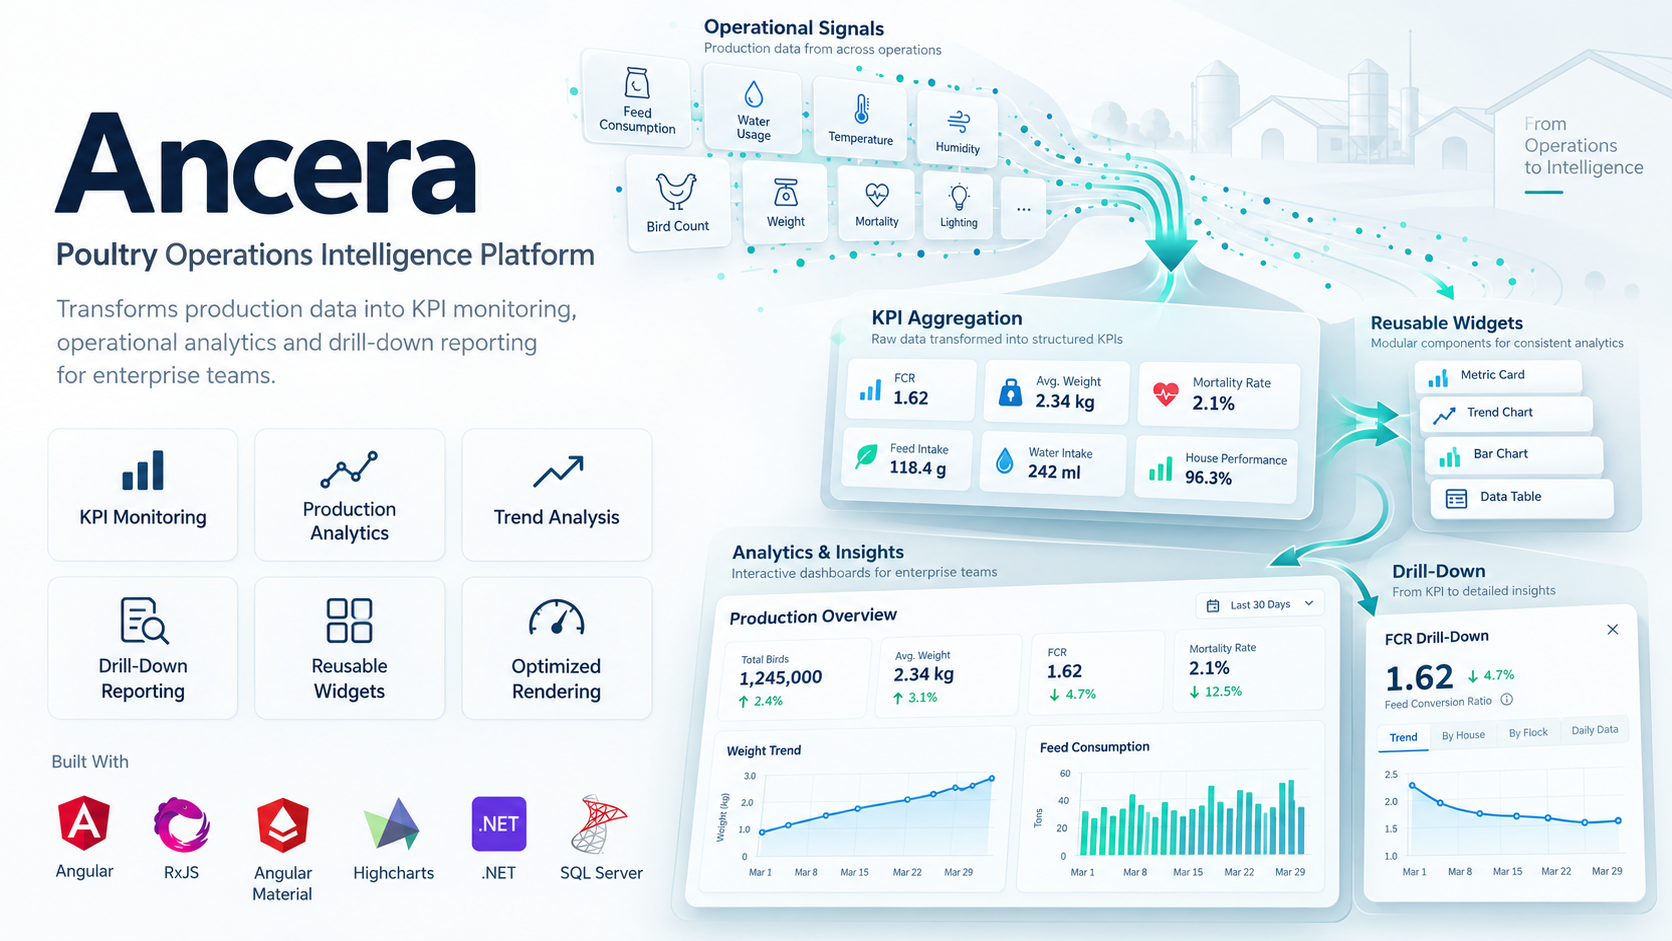 Ancera
Poultry Operations Intelligence Platform
Transforms production data into KPI monitoring,
operational analytics and drill-down reporting
for enterprise teams.
KPI Monitoring
Production
Analytics
Trend Analysis
Drill-Down
Reporting
Reusable
Widgets
Optimized
Rendering
Built With
Angular
RxJS
Angular
Material
Highcharts
.NET
.NET
SQL Server
Operational Signals
Production data from across operations
Feed
Consumption
Water
Usage
Temperature
Humidity
Bird Count
Weight
Mortality
Lighting
...
From
Operations
to Intelligence
KPI Aggregation
Raw data transformed into structured KPIs
FCR
1.62
Avg. Weight
2.34 kg
Mortality Rate
2.1%
Feed Intake
118.4 g
Water Intake
242 ml
House Performance
96.3%
Reusable Widgets
Modular components for consistent analytics
Metric Card
Trend Chart
Bar Chart
Data Table
Analytics & Insights
Interactive dashboards for enterprise teams
Production Overview
Last 30 Days
Total Birds
1,245,000
↑ 2.4%
Avg. Weight
2.34 kg
↑ 3.1%
FCR
1.62
↓ 4.7%
Mortality Rate
2.1%
↓ 12.5%
Weight Trend
Weight (kg)
3.0
2.0
1.0
0
Mar 1 Mar 8 Mar 15 Mar 22 Mar 29
Feed Consumption
Tons
60
40
20
0
Mar 1 Mar 8 Mar 15 Mar 22 Mar 29
Drill-Down
From KPI to detailed insights
FCR Drill-Down
1.62 ↓ 4.7%
Feed Conversion Ratio
Trend By House By Flock Daily Data
2.5
2.0
1.5
1.0
Mar 1 Mar 8 Mar 15 Mar 22 Mar 29